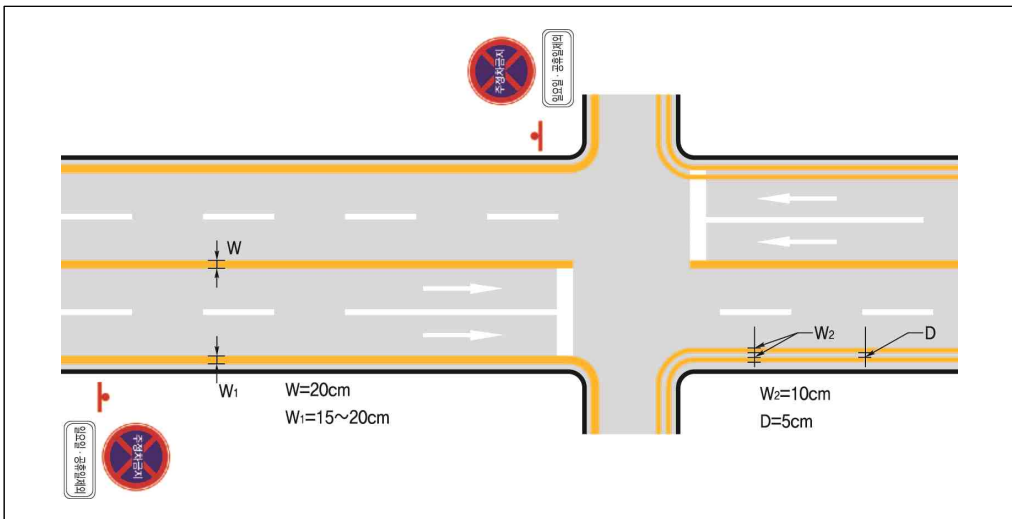 주정차금지
일요일·공휴일제외
W
W₂
D
W₁
W=20cm
W₁=15~20cm
W₂=10cm
D=5cm
일요일·공휴일제외
주정차금지